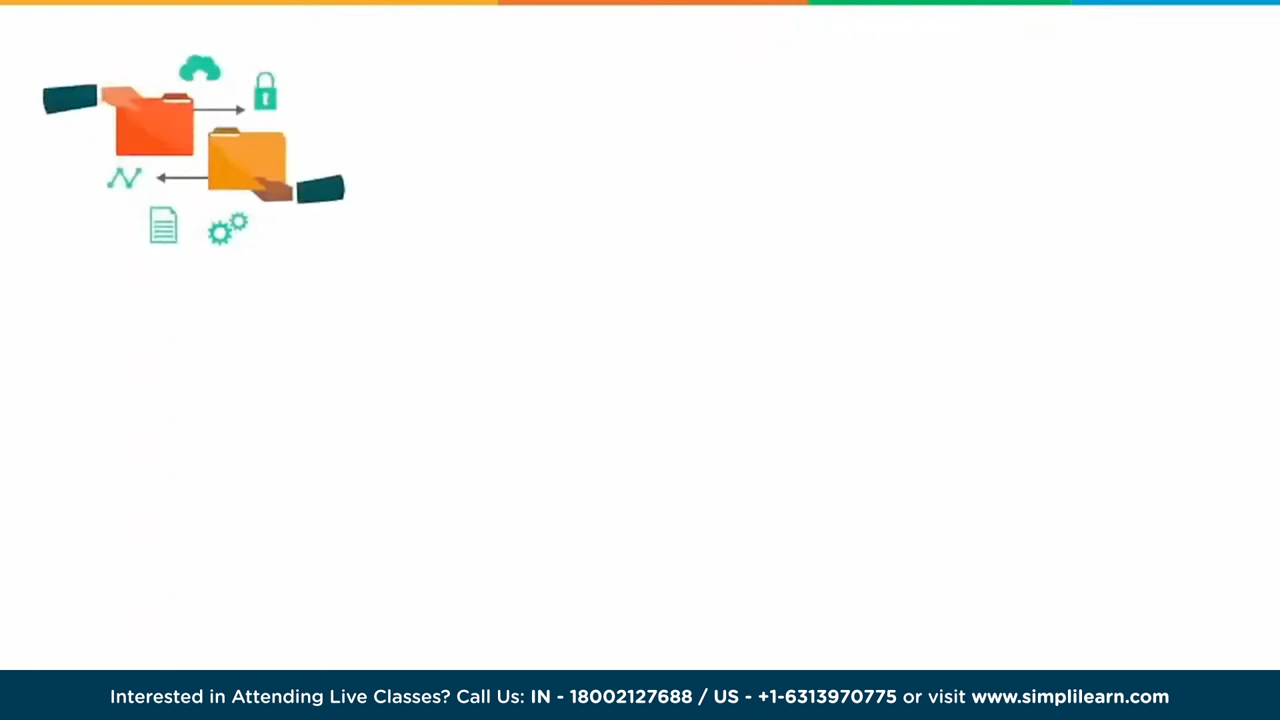 Interested in Attending Live Classes? Call Us: IN - 18002127688 / US - +1-6313970775 or visit www.simplilearn.com